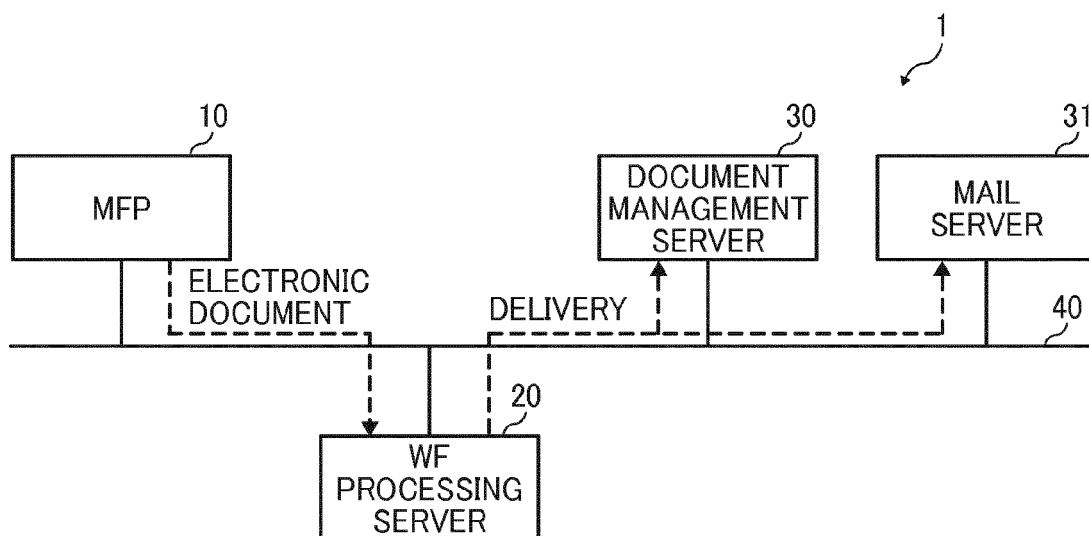 1
10
MFP
30
DOCUMENT
MANAGEMENT
SERVER
31
MAIL
SERVER
ELECTRONIC
DOCUMENT
DELIVERY
40
20
WF
PROCESSING
SERVER